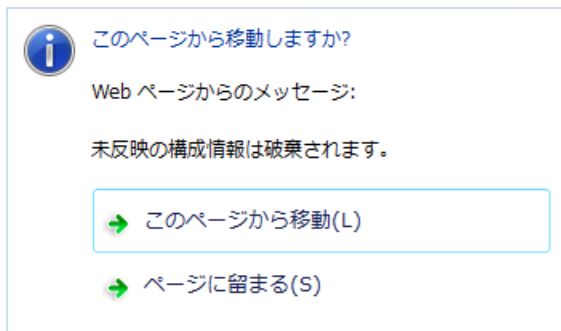 このページから移動しますか?
Web ページからのメッセージ:
未反映の構成情報は破棄されます。
このページから移動(L)
ページに留まる(S)